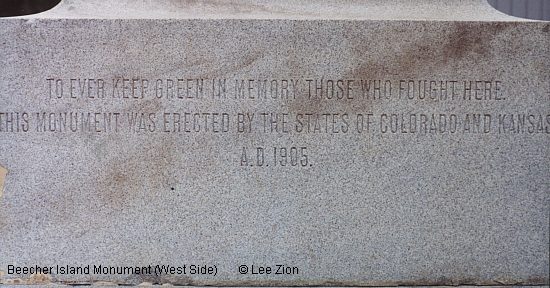 TO EVER KEEP GREEN IN MEMORY THOSE WHO FOUGHT HERE.
THIS MONUMENT WAS ERECTED BY THE STATES OF COLORADO AND KANSAS
A.D. 1905.
Beecher Island Monument (West Side) © Lee Zion